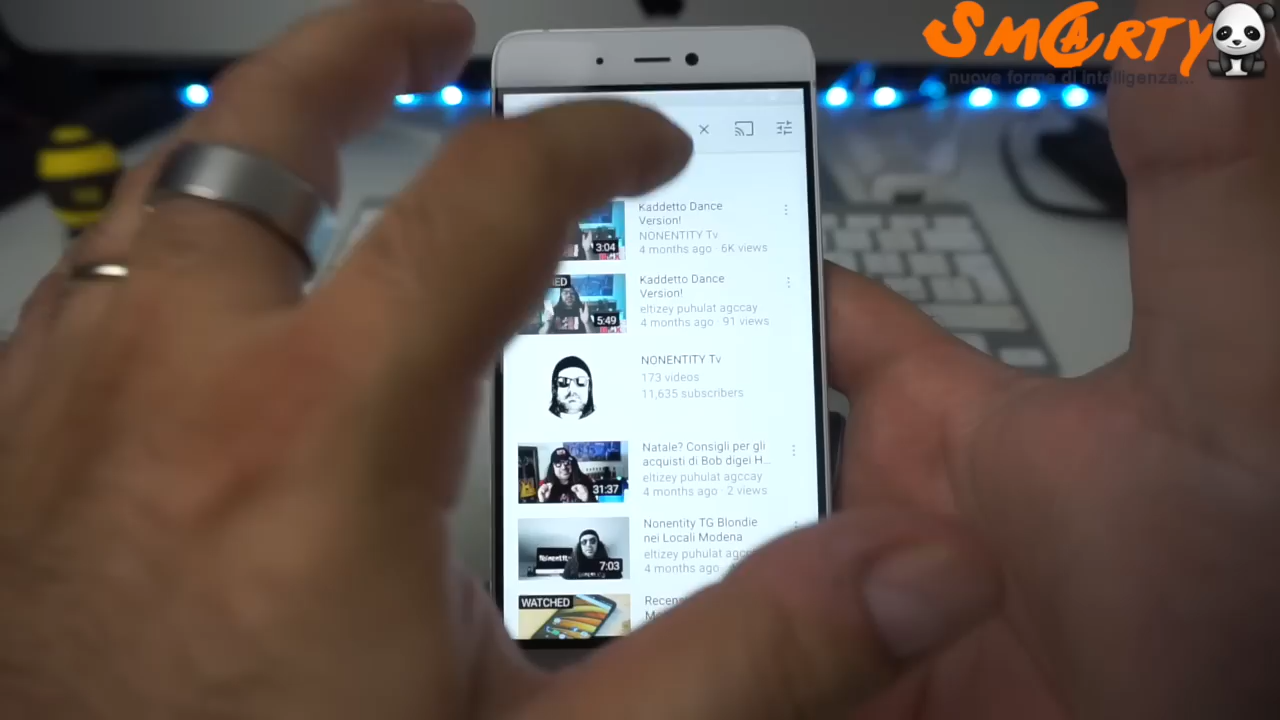 SMARTY
nuove forme di intelligenza...
Kaddetto Dance
Version!
NONENTITY Tv
4 months ago · 6K views
3:04
Kaddetto Dance
Version!
eltizey puhulat agccay
4 months ago · 91 views
5:49
NONENTITY Tv
173 videos
11,635 subscribers
Natale? Consigli per gli
acquisti di Bob digei H...
eltizey puhulat agccay
4 months ago · 2 views
31:37
Nonentity TG Blondie
nei Locali Modena
eltizey puhulat
4 months ago
7:03
WATCHED